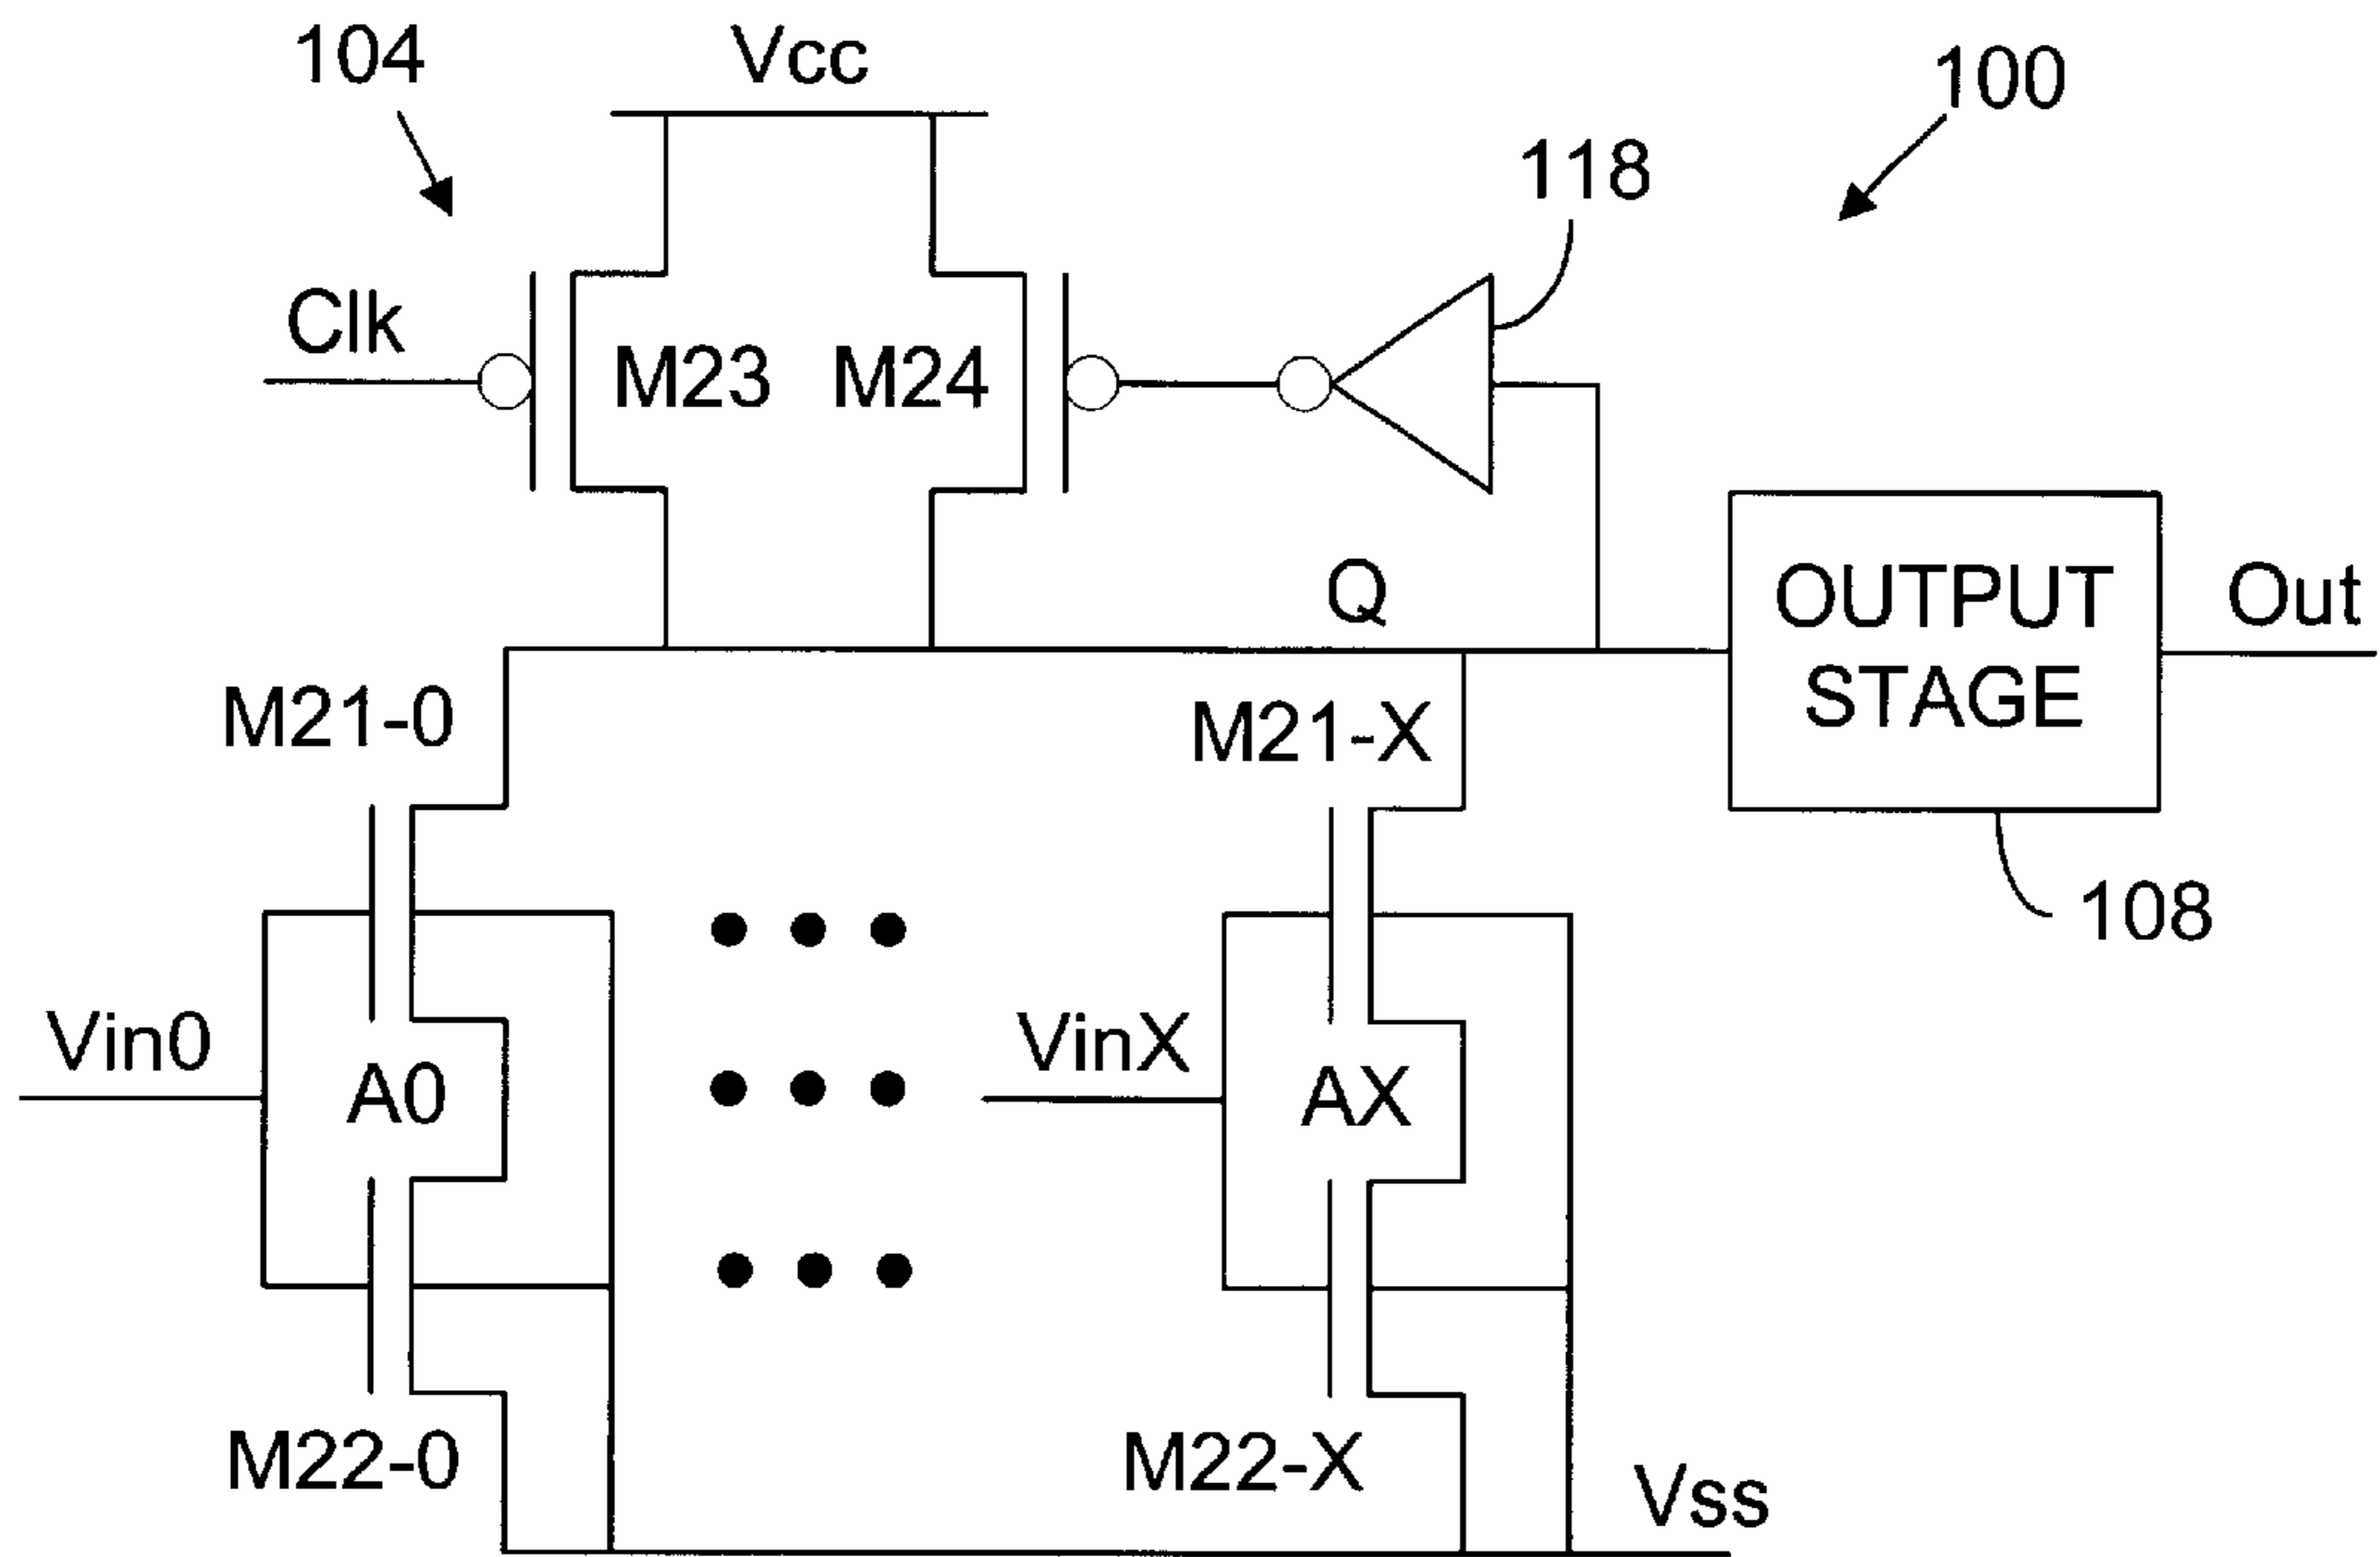 104
Vcc
100
118
Clk
M23
M24
Q
OUTPUT
STAGE
Out
M21-0
M21-X
108
Vin0
A0
VinX
AX
M22-0
M22-X
Vss